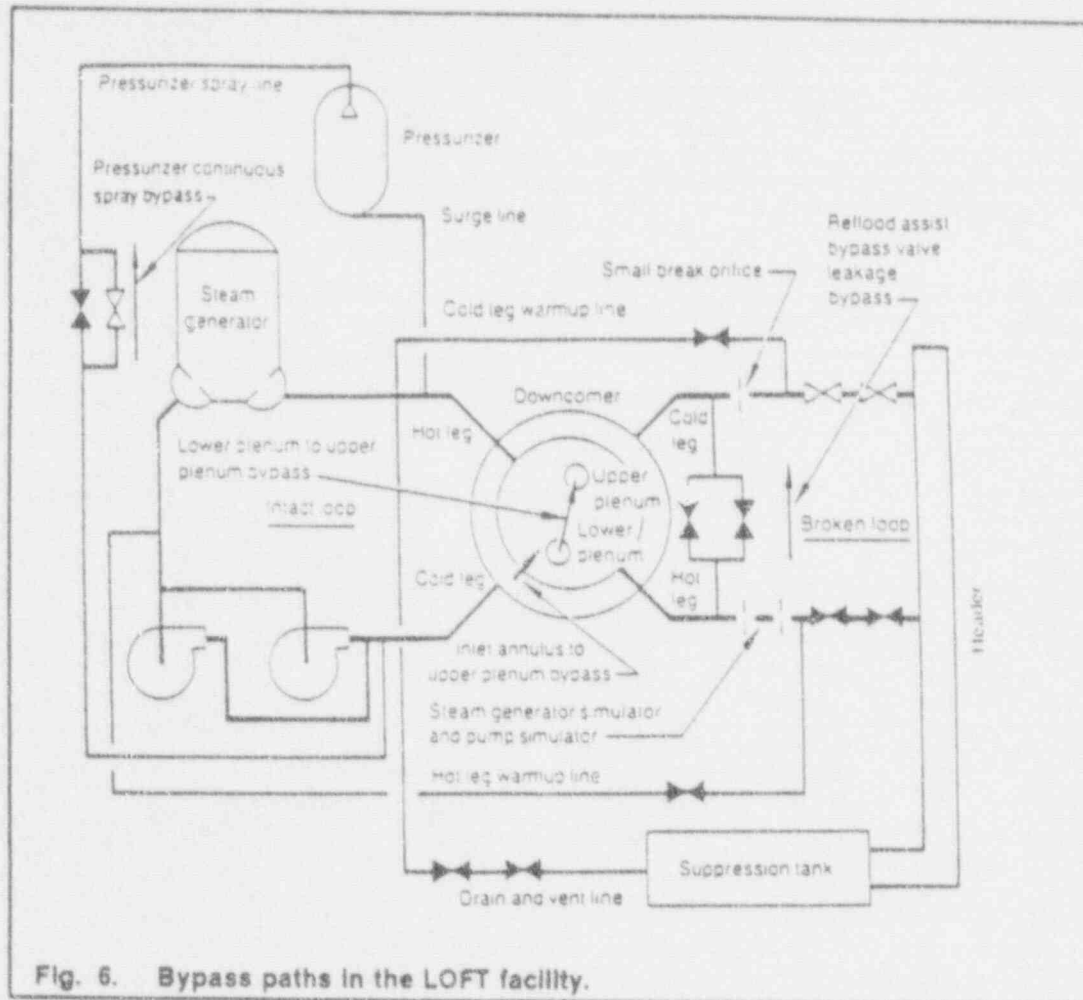 Pressurizer spray line
Pressurizer
Pressurizer continuous
spray bypass
Surge line
Reflood assist
bypass valve
leakage
bypass
Small break orifice
Steam
generator
Cold leg warmup line
Downcomer
Hot leg
Cold
leg
Lower plenum to upper
plenum bypass
Upper
plenum
Intact loop
Lower
plenum
Broken loop
Cold leg
Hot
leg
Header
Inlet annulus to
upper plenum bypass
Steam generator simulator
and pump simulator
Hot leg warmup line
Suppression tank
Drain and vent line
Fig. 6. Bypass paths in the LOFT facility.